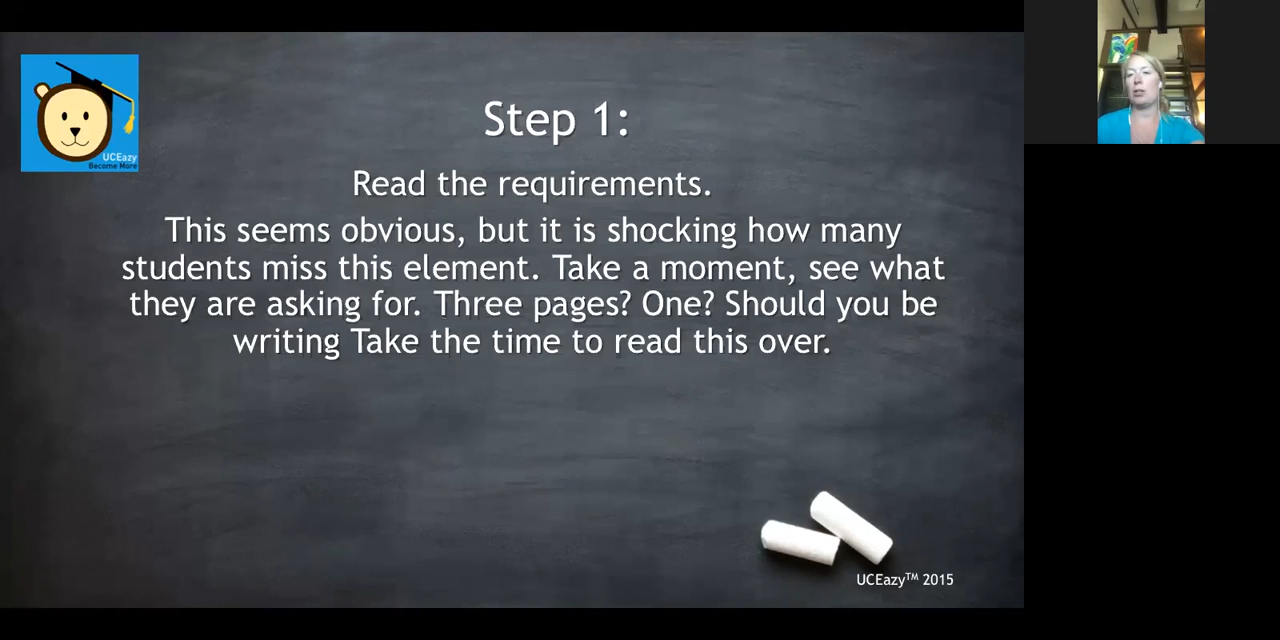 UCEazy
Become More
Step 1:
Read the requirements.
This seems obvious, but it is shocking how many
students miss this element. Take a moment, see what
they are asking for. Three pages? One? Should you be
writing Take the time to read this over.
UCEazy™ 2015